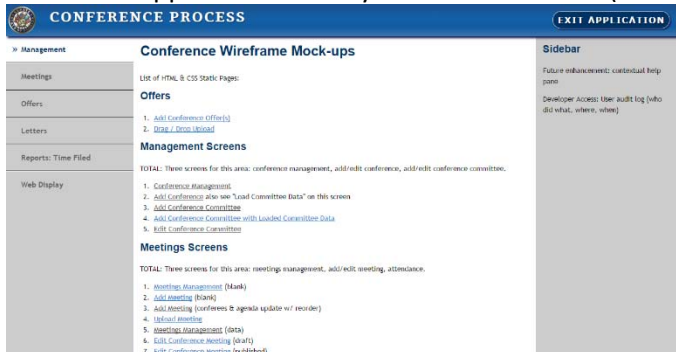 CONFERENCE PROCESS
EXIT APPLICATION
» Management
Meetings
Offers
Letters
Reports: Time Filed
Web Display
Conference Wireframe Mock-ups
List of HTML & CSS Static Pages:
Offers
1. Add Conference Offer(s)
2. Drag / Drop Upload
Management Screens
TOTAL: Three screens for this area: conference management, add/edit conference, add/edit conference committee.
1. Conference Management
2. Add Conference also see "Load Committee Data" on this screen
3. Add Conference Committee
4. Add Conference Committee with Loaded Committee Data
5. Edit Conference Committee
Meetings Screens
TOTAL: Three screens for this area: meetings management, add/edit meeting, attendance.
1. Meetings Management (blank)
2. Add Meeting (blank)
3. Add Meeting (conferees & agenda update w/ reorder)
4. Upload Meeting
5. Meetings Management (data)
6. Edit Conference Meeting (draft)
7. Edit Conference Meeting (published)
Sidebar
Future enhancement: contextual help
pane
Developer Access: User audit log (who
did what, where, when)